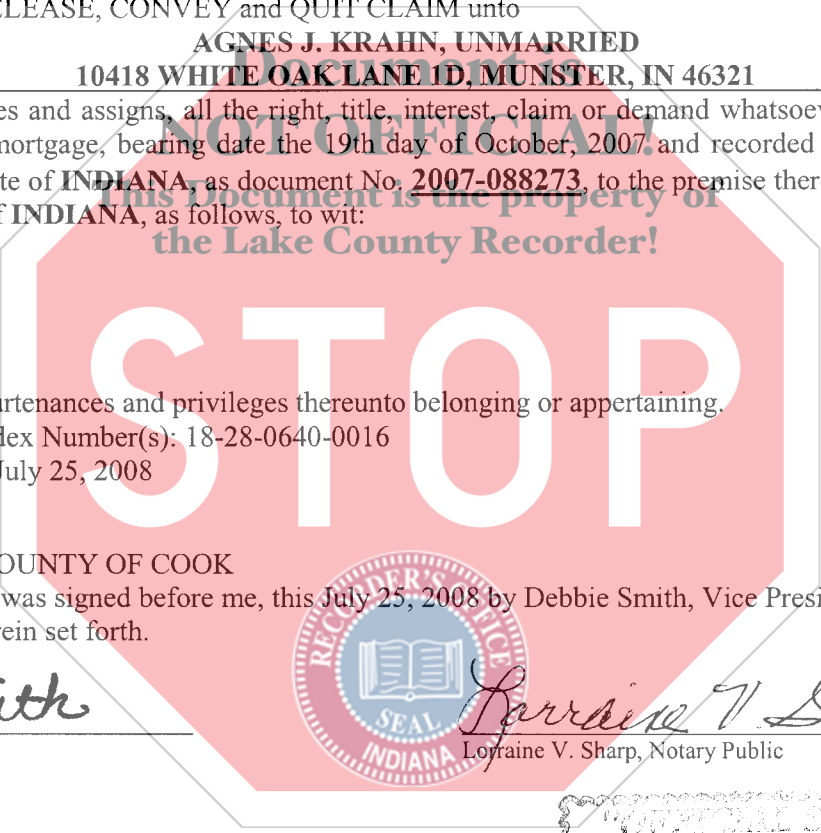 LEASE, CONVEY and QUIT CLAIM unto
AGNES J. KRAHN, UNMARRIED
10418 WHITE OAK LANE 1D, MUNSTER, IN 46321
Document is
es and assigns, all the right, title, interest, claim or demand whatsoev
NOT OFFICIAL!
mortgage, bearing date the 19th day of October, 2007 and recorded
te of INDIANA, as document No. 2007-088273, to the premise ther
This Document is the property of
f INDIANA, as follows, to wit:
the Lake County Recorder!
STOP
urtenances and privileges thereunto belonging or appertaining.
dex Number(s): 18-28-0640-0016
July 25, 2008
OUNTY OF COOK
was signed before me, this July 25, 2008 by Debbie Smith, Vice Presi
rein set forth.
RECORDER'S OFFICE
SEAL
INDIANA
ith
Lorraine V. S
Lorraine V. Sharp, Notary Public